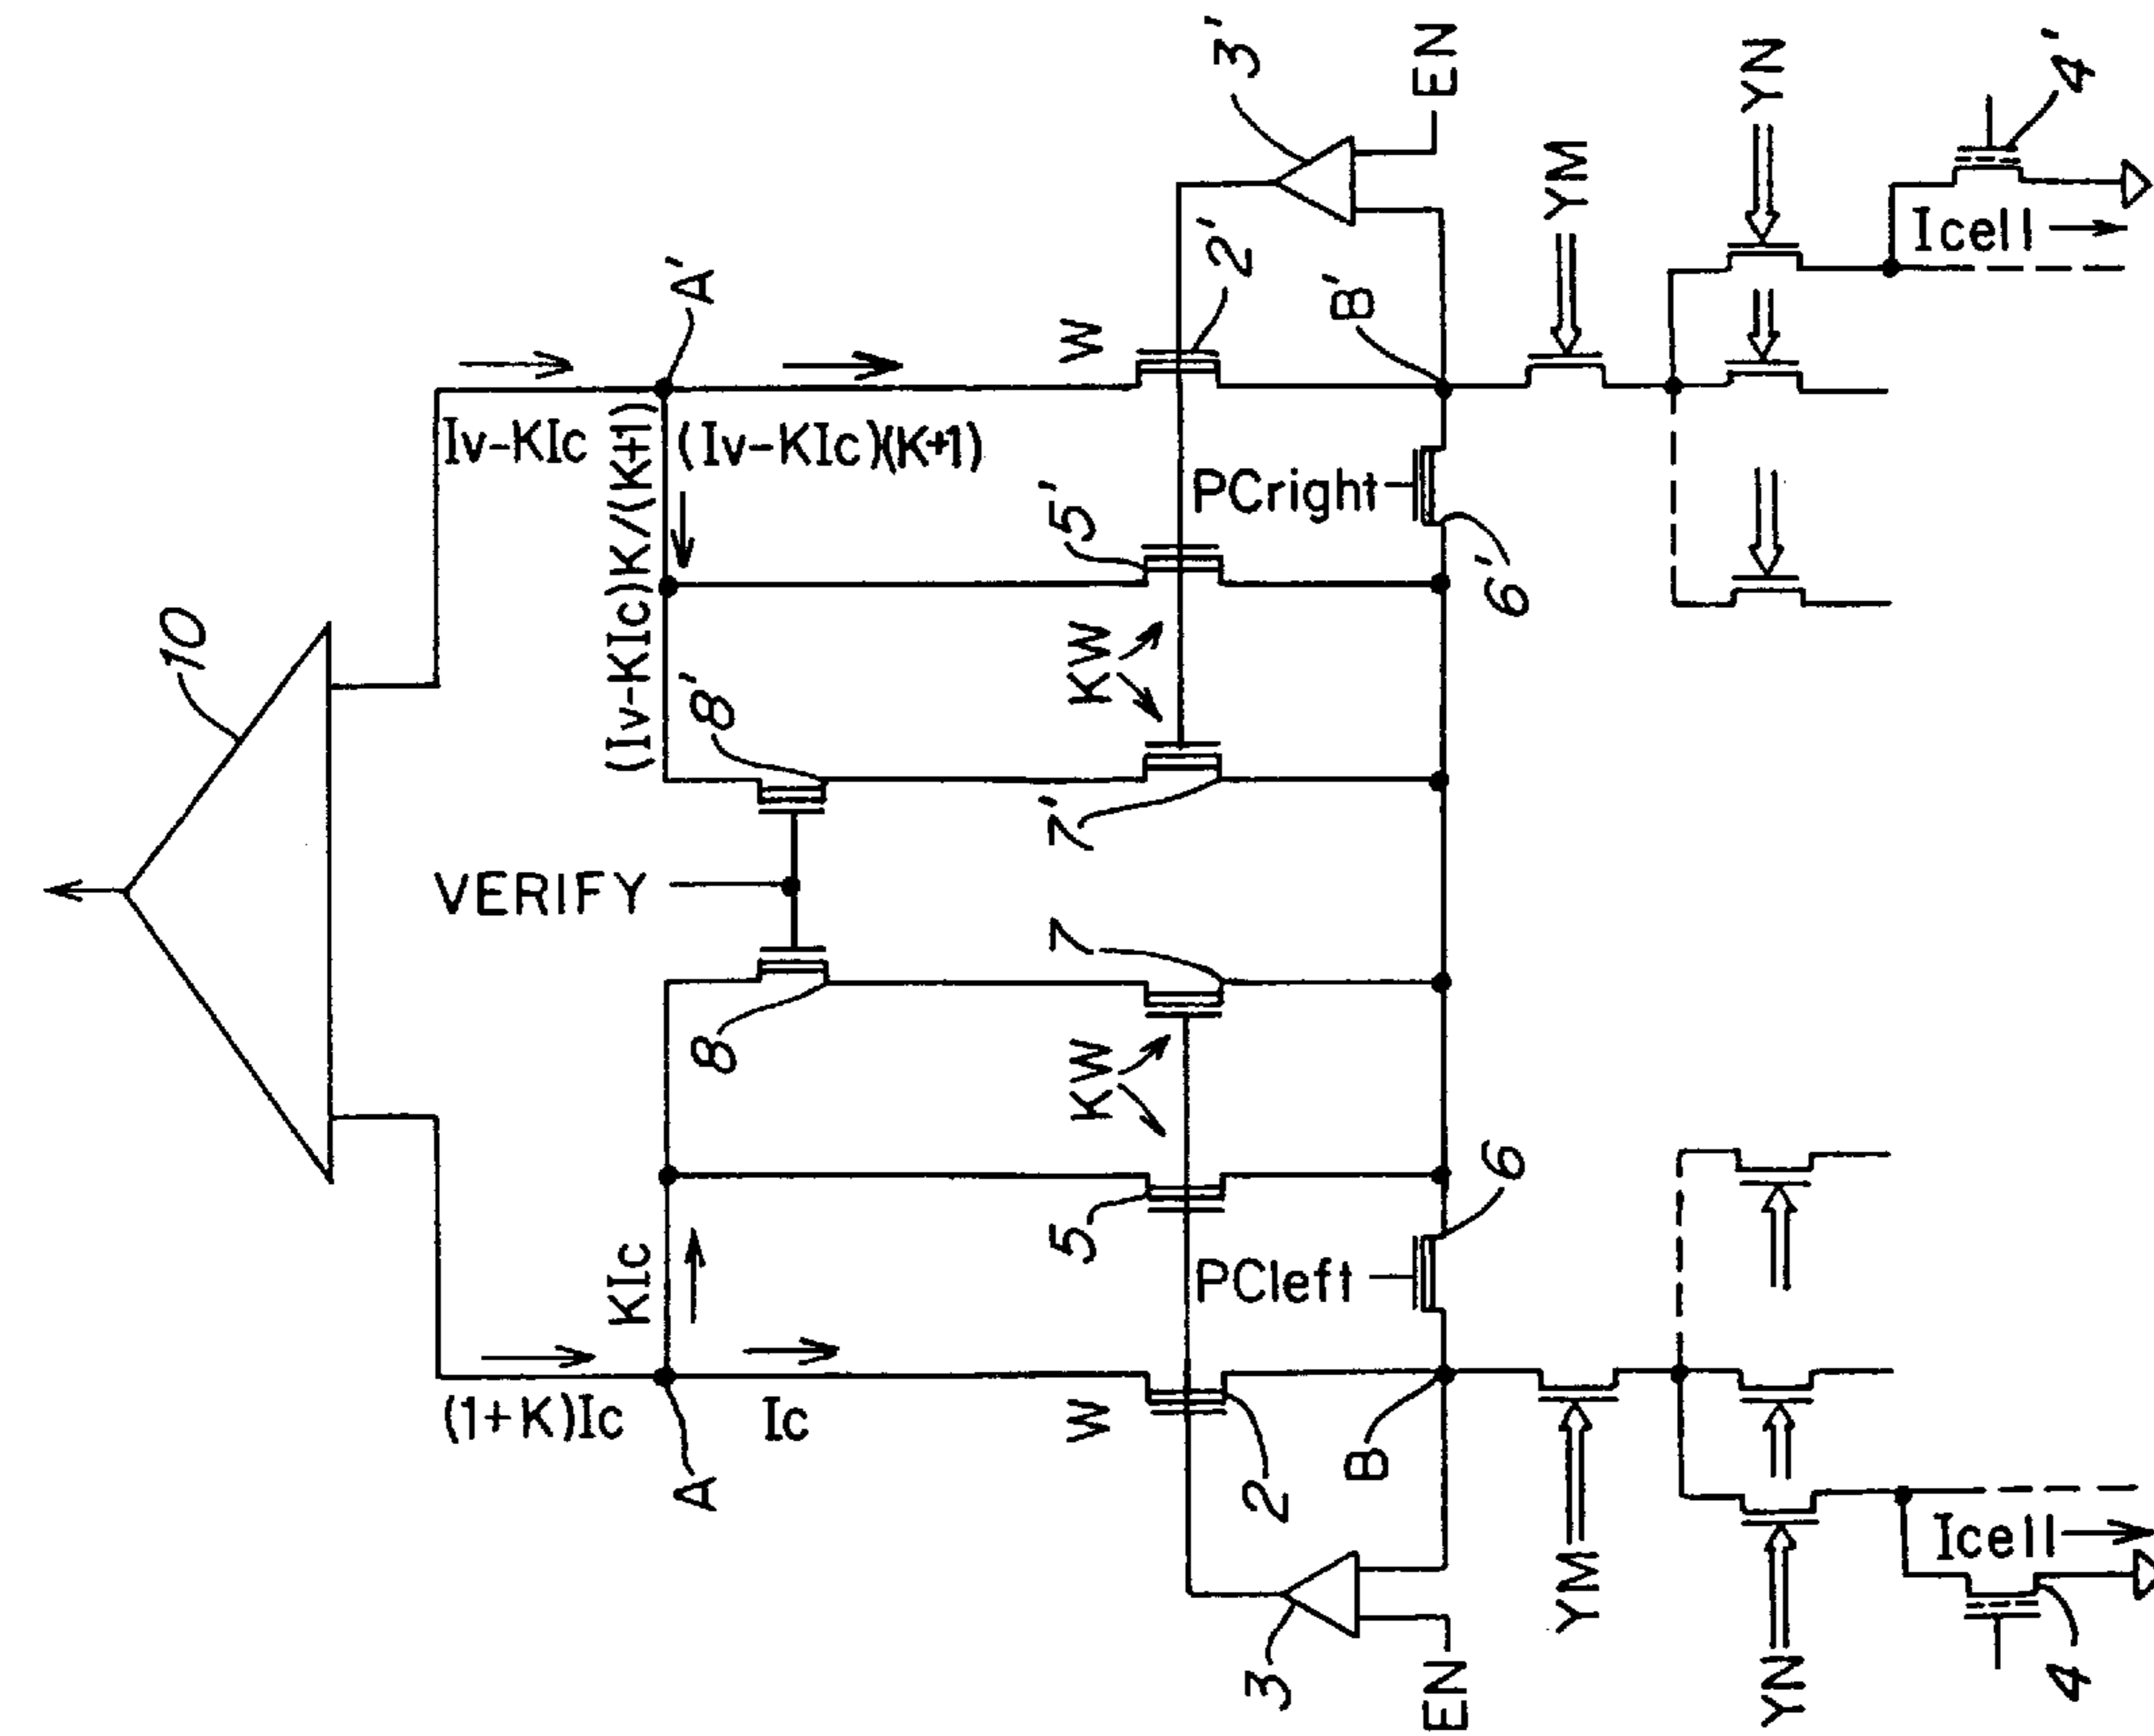 10
Iv-KIc
(1+K)Ic
A'
(Iv-KIc)K/(K+1)
(Iv-KIc)(K+1)
VERIFY
8'
8
KIc
Ic
A
W
5'
KW
7'
7
KW
5
W
2'
3'
PCright
PCleft
2
3
EN
B'
6'
6
B
EN
YM
YM
YN
YN
Icell
4'
Icell
4